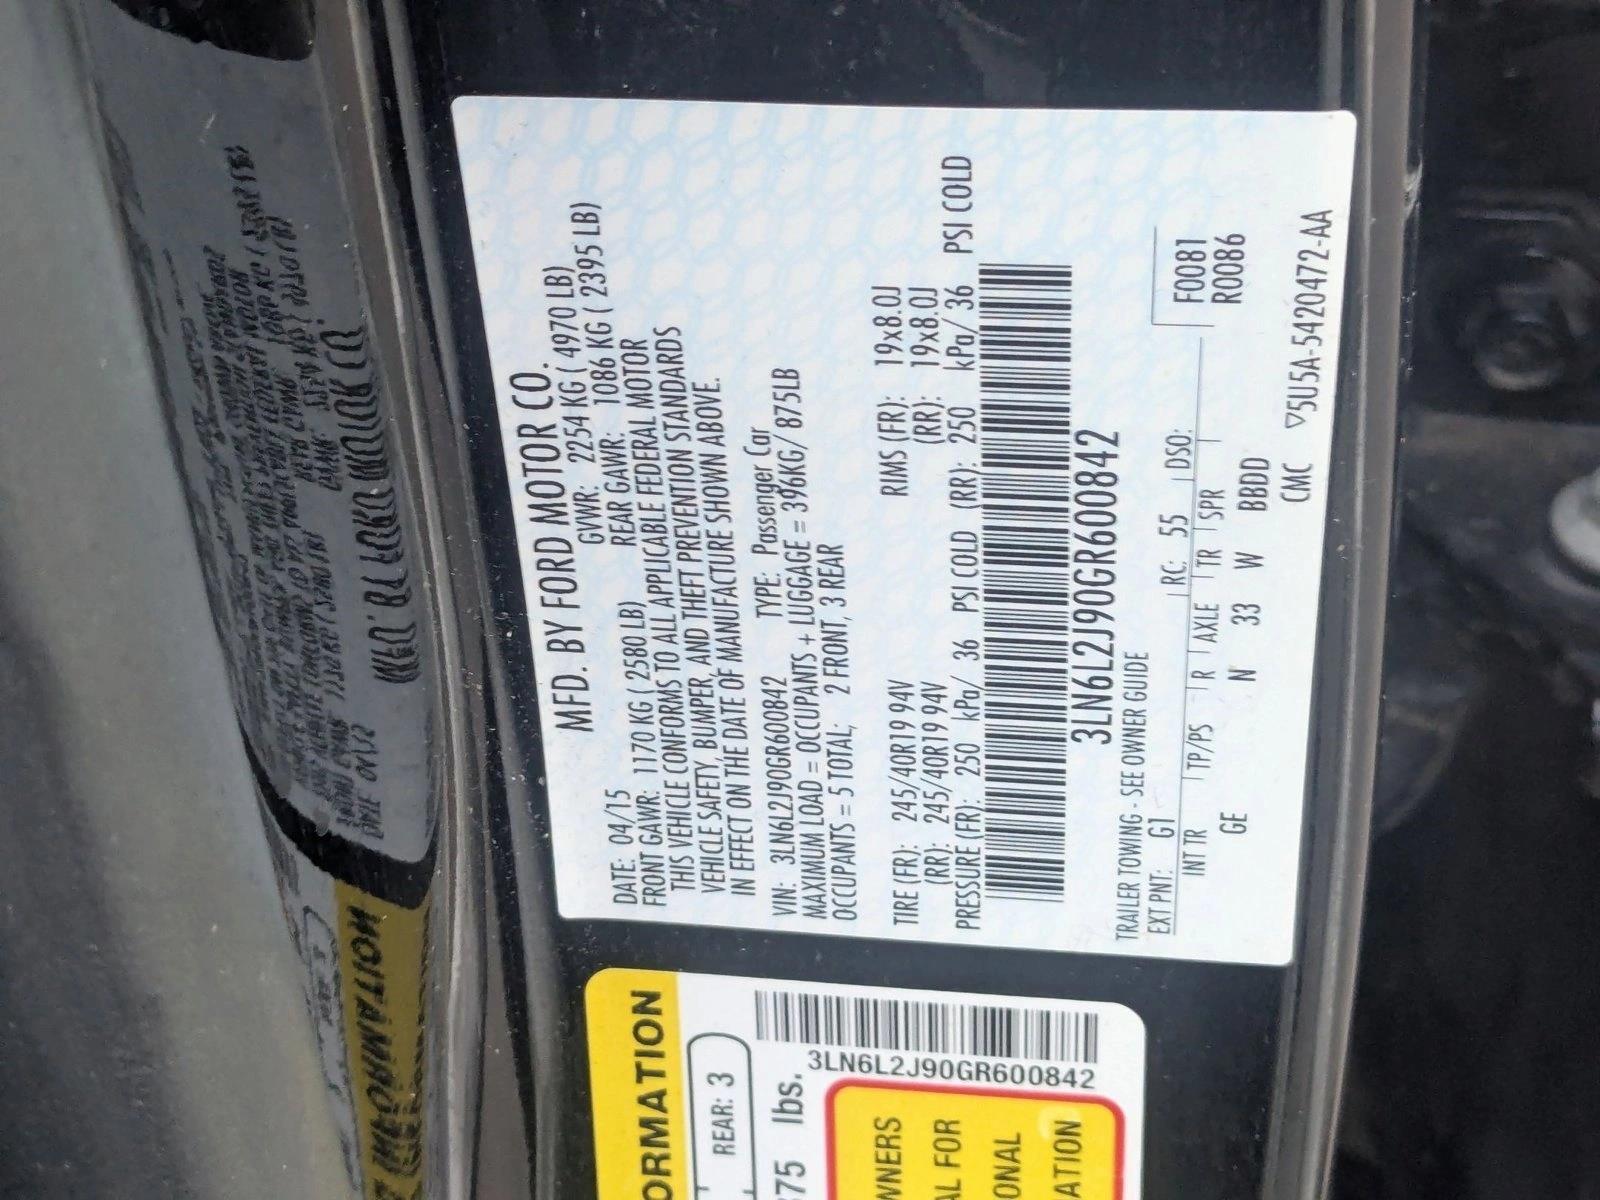 MFD. BY FORD MOTOR CO.
DATE: 04/15 GVWR: 2254 KG ( 4970 LB)
FRONT GAWR: 1170 KG ( 2580 LB) REAR GAWR: 1086 KG ( 2395 LB)
THIS VEHICLE CONFORMS TO ALL APPLICABLE FEDERAL MOTOR
VEHICLE SAFETY, BUMPER, AND THEFT PREVENTION STANDARDS
IN EFFECT ON THE DATE OF MANUFACTURE SHOWN ABOVE.
VIN: 3LN6L2J90GR600842 TYPE: Passenger Car
MAXIMUM LOAD = OCCUPANTS + LUGGAGE = 396KG/ 875LB
OCCUPANTS = 5 TOTAL; 2 FRONT, 3 REAR
TIRE (FR): 245/40R19 94V RIMS (FR): 19x8.0J
(RR): 245/40R19 94V (RR): 19x8.0J
PRESSURE (FR: 250 kPa/ 36 PSI COLD (RR): 250 kPa/ 36 PSI COLD
3LN6L2J90GR600842
TRAILER TOWING - SEE OWNER GUIDE
EXT PNT: G1 RC: 55 DSO:
INT TR TP/PS R AXLE TR SPR
GE N 33 W BBDD
F0081
R0086
CMC ▽5U5A-5420472-AA
ORMATION
REAR: 3
375 lbs.
3LN6L2J90GR600842
WNERS
AL FOR
ONAL
ATION